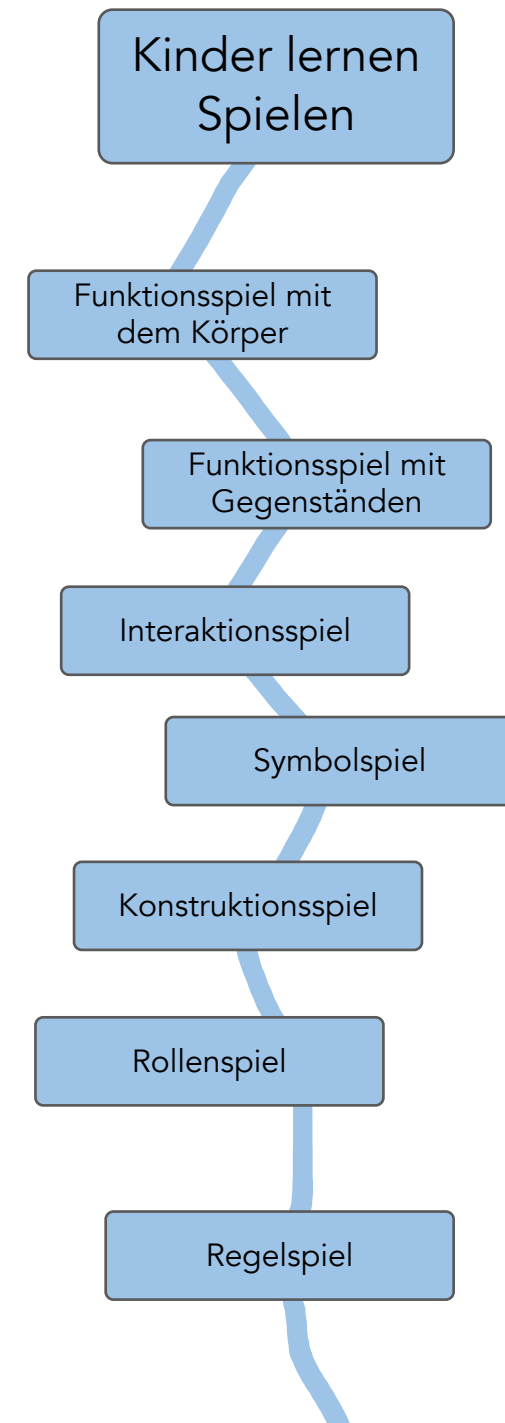 Kinder lernen
Spielen
Funktionsspiel mit
dem Körper
Funktionsspiel mit
Gegenständen
Interaktionsspiel
Symbolspiel
Konstruktionsspiel
Rollenspiel
Regelspiel